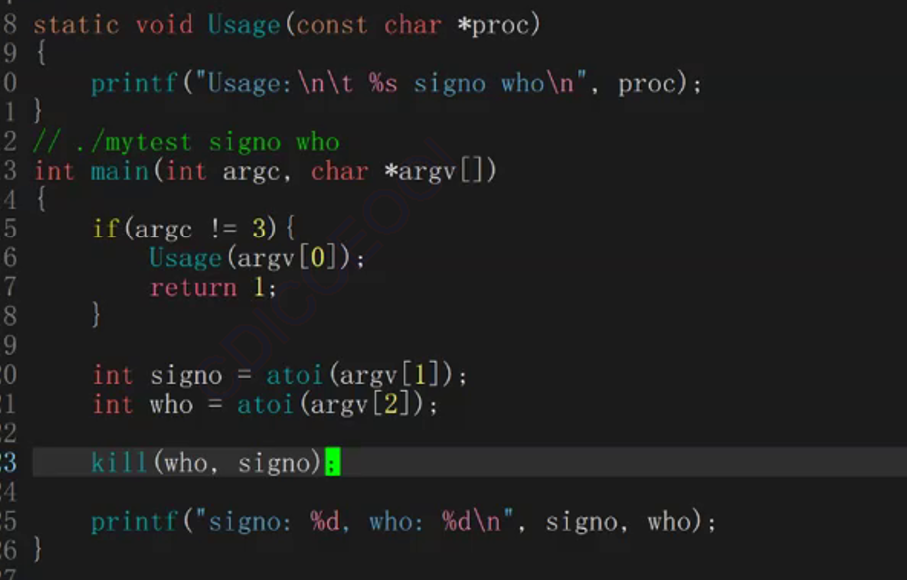 8 static void Usage(const char *proc)
9 {
0     printf("Usage:\n\t %s signo who\n", proc);
1 }
2 // ./mytest signo who
3 int main(int argc, char *argv[])
4 {
5     if(argc != 3){
6         Usage(argv[0]);
7         return 1;
8     }
9
0     int signo = atoi(argv[1]);
1     int who = atoi(argv[2]);
2
3     kill(who, signo);
4
5     printf("signo: %d, who: %d\n", signo, who);
6 }
7